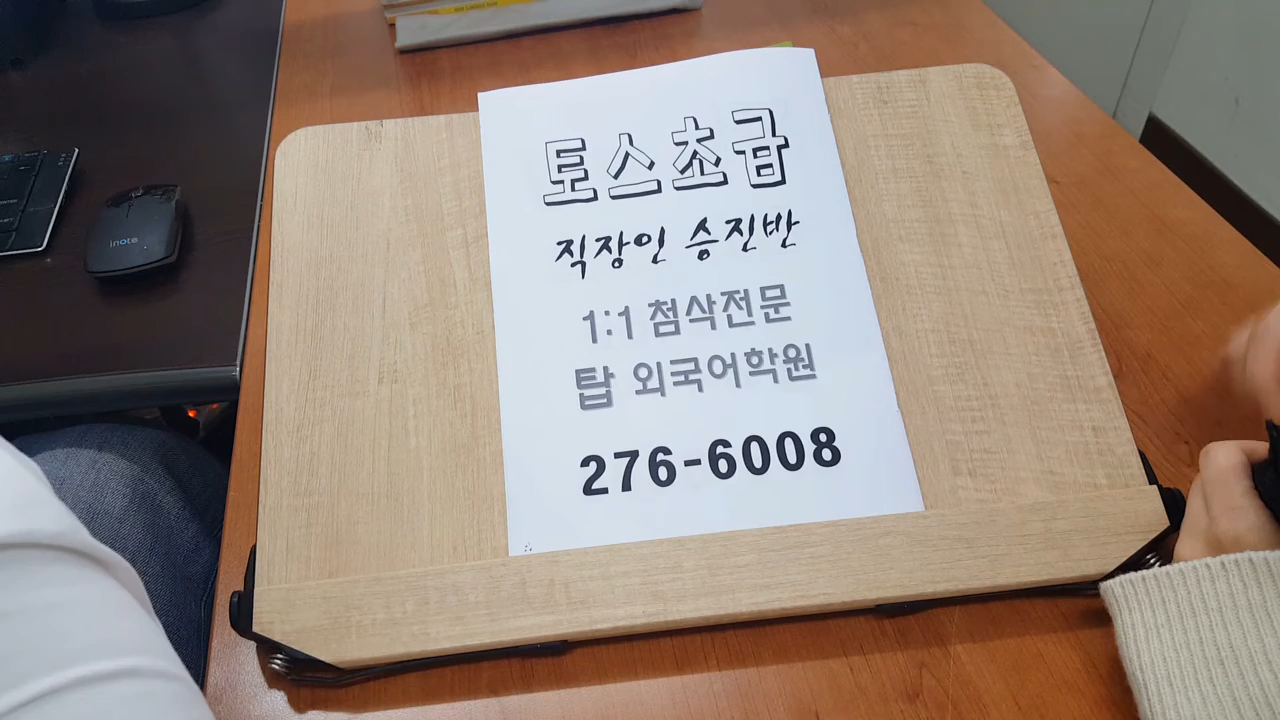 토스초급
직장인 승진반
1:1 첨삭전문
탑 외국어학원
276-6008
inote